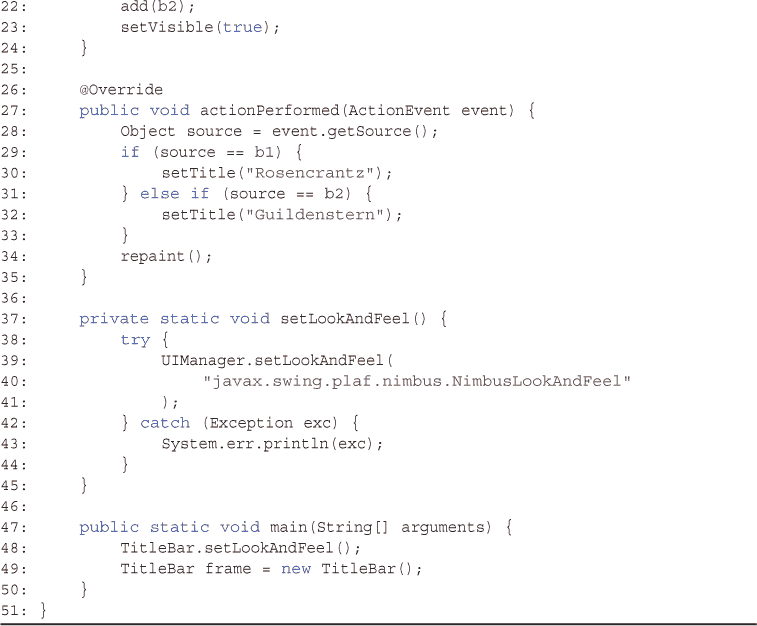 22:         add(b2);
23:         setVisible(true);
24:     }
25:
26:     @Override
27:     public void actionPerformed(ActionEvent event) {
28:         Object source = event.getSource();
29:         if (source == b1) {
30:             setTitle("Rosencrantz");
31:         } else if (source == b2) {
32:             setTitle("Guildenstern");
33:         }
34:         repaint();
35:     }
36:
37:     private static void setLookAndFeel() {
38:         try {
39:             UIManager.setLookAndFeel(
40:                 "javax.swing.plaf.nimbus.NimbusLookAndFeel"
41:             );
42:         } catch (Exception exc) {
43:             System.err.println(exc);
44:         }
45:     }
46:
47:     public static void main(String[] arguments) {
48:         TitleBar.setLookAndFeel();
49:         TitleBar frame = new TitleBar();
50:     }
51: }